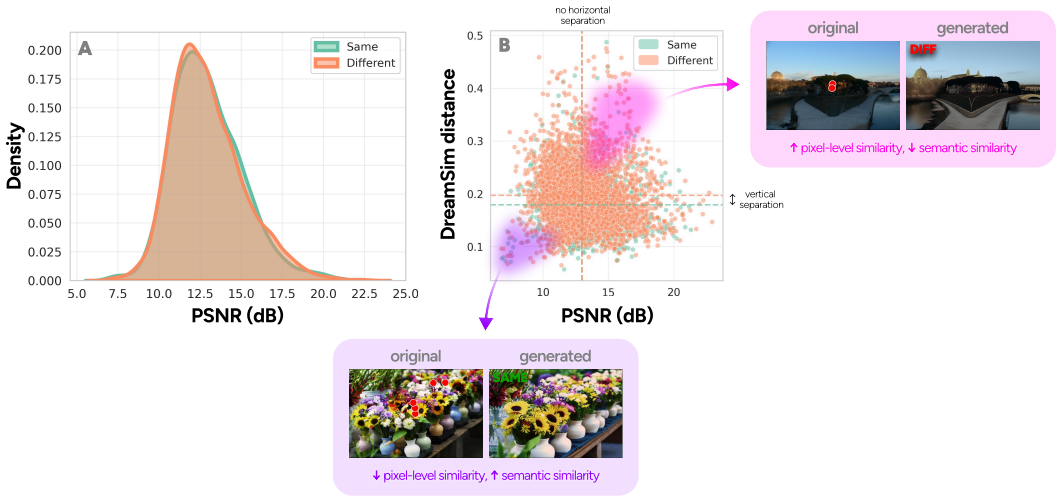 A
Same
Different
0.200
0.175
0.150
0.125
0.100
0.075
0.050
0.025
0.000
Density
5.0 7.5 10.0 12.5 15.0 17.5 20.0 22.5 25.0
PSNR (dB)
no horizontal
separation
B
Same
Different
0.5
0.4
0.3
0.2
0.1
DreamSim distance
10 15 20
PSNR (dB)
vertical
separation
original generated
DIFF
↑ pixel-level similarity, ↓ semantic similarity
original generated
SAME
↓ pixel-level similarity, ↑ semantic similarity